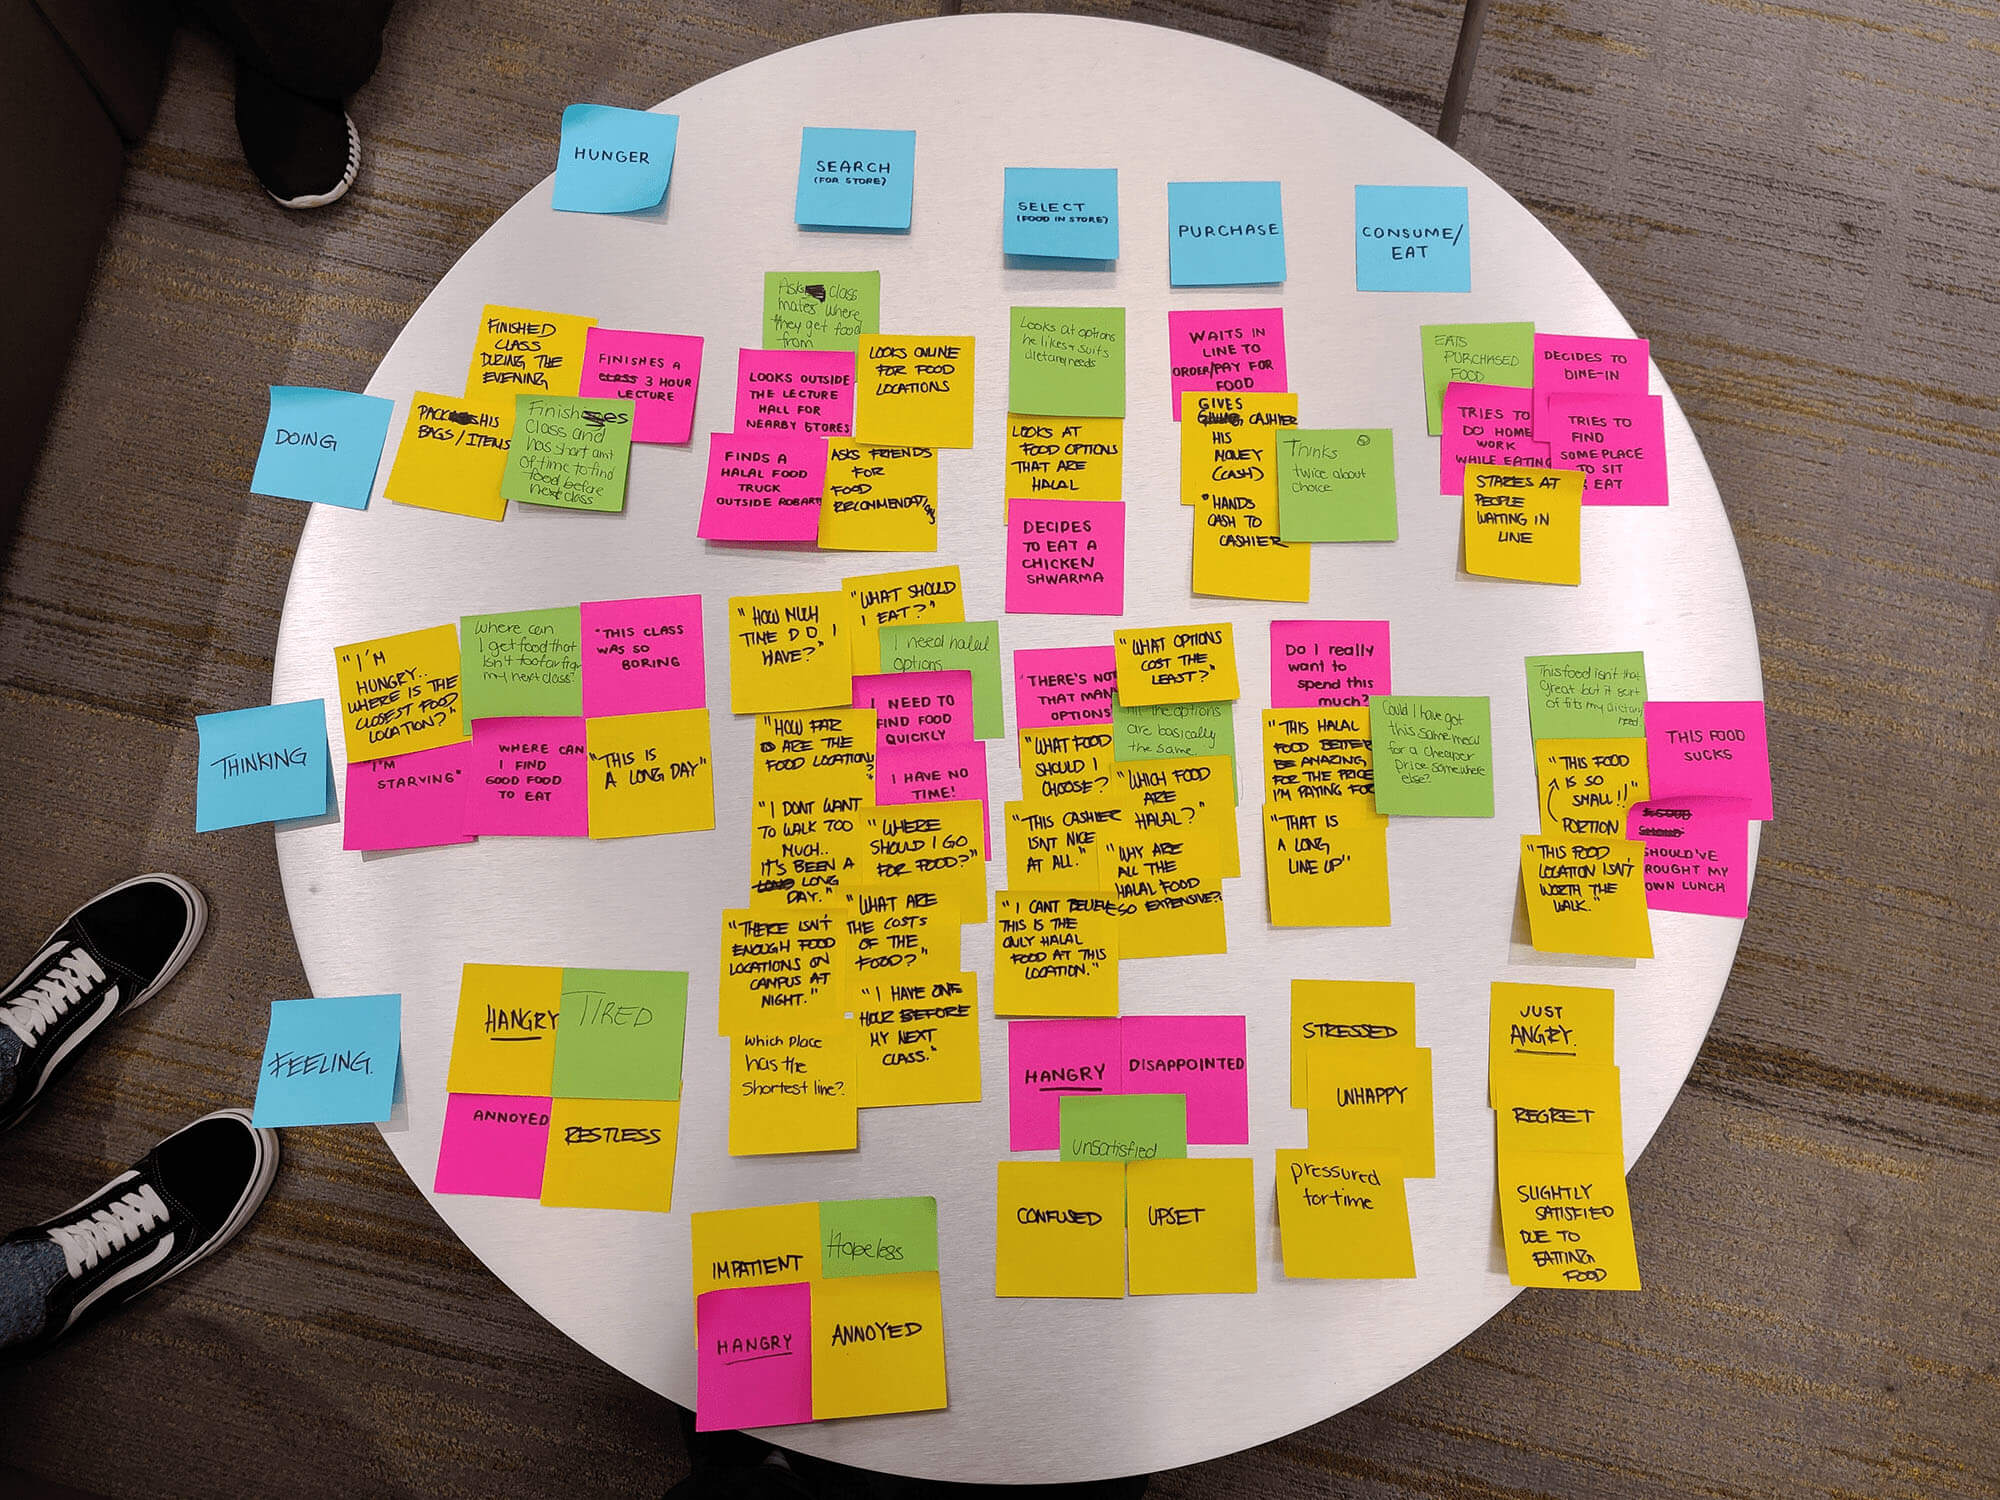 HUNGER
SEARCH
(FOR STORE)
SELECT
(FOOD IN STORE)
PURCHASE
CONSUME/
EAT
DOING
FINISHED
CLASS
DURING THE
EVENING
FINISHES A
CLASS 3 HOUR
LECTURE
PACK HIS
BAGS/ITEMS
Finishes
Class and
has short amt
of time to find
food before
next class
Asks class
mates where
they get food
from
LOOKS OUTSIDE
THE LECTURE
HALL FOR
NEARBY STORES
LOOKS ONLINE
FOR FOOD
LOCATIONS
FINDS A
HALAL FOOD
TRUCK
OUTSIDE ROBARTS
ASKS FRIENDS
FOR
FOOD
RECOMMENDATIONS
Looks at options
he likes + suits
dietary needs
LOOKS AT
FOOD OPTIONS
THAT ARE
HALAL
DECIDES
TO EAT A
CHICKEN
SHWARMA
WAITS IN
LINE TO
ORDER/PAY FOR
FOOD
GIVES
CASHIER
HIS
MONEY
(CASH)
"HANDS
CASH TO
CASHIER
Thinks
twice about
choice
EATS
PURCHASED
FOOD
DECIDES TO
DINE-IN
TRIES TO
DO HOME
WORK
WHILE EATING
TRIES TO
FIND
SOMEPLACE
TO SIT
EAT
STARES AT
PEOPLE
WAITING IN
LINE
THINKING
"I'M
HUNGRY..
WHERE IS THE
CLOSEST FOOD
LOCATION?"
Where can
I get food that
isn't too far from
my next class?
"THIS CLASS
WAS SO
BORING
"I'M
STARVING"
WHERE CAN
I FIND
GOOD FOOD
TO EAT
"THIS IS
A LONG DAY"
"HOW MUCH
TIME DO I
HAVE?"
"WHAT SHOULD
I EAT?"
I need halal
options
"HOW FAR
ARE THE
FOOD LOCATION?
I NEED TO
FIND FOOD
QUICKLY
I HAVE NO
TIME!
"I DONT WANT
TO WALK TOO
MUCH..
IT'S BEEN A
LONG LONG
DAY."
"WHERE
SHOULD I GO
FOR FOOD?"
"THERE ISN'T
ENOUGH FOOD
LOCATIONS ON
CAMPUS AT
NIGHT."
"WHAT ARE
THE COSTS
OF THE
FOOD?"
Which place
has the
shortest line?
"I HAVE ONE
HOUR BEFORE
MY NEXT
CLASS."
"THERE'S NOT
THAT MANY
OPTIONS"
"WHAT OPTIONS
COST THE
LEAST?"
All the options
are basically
the same.
"WHAT FOOD
SHOULD I
CHOOSE?
"WHICH FOOD
ARE
HALAL?"
"THIS CASHIER
ISNT NICE
AT ALL."
"WHY ARE
ALL THE
HALAL FOOD
SO EXPENSIVE?"
"I CANT BELIEVE
THIS IS THE
ONLY HALAL
FOOD AT THIS
LOCATION."
Do I really
want to
spend this
much?
"THIS HALAL
FOOD BETTER
BE AMAZING
FOR THE PRICE
I'M PAYING FOR
Could I have got
this same meal
for a cheaper
price somewhere
else?
"THAT IS
A LONG
LINE UP"
This food isn't that
great but it sort
of fits my dietary
need
THIS FOOD
SUCKS
"THIS FOOD
IS SO
SMALL!!"
PORTION
SHOULD'VE
BROUGHT MY
OWN LUNCH
"THIS FOOD
LOCATION ISN'T
WORTH THE
WALK."
FEELING.
HANGRY
TIRED
ANNOYED
RESTLESS
IMPATIENT
Hopeless
HANGRY
ANNOYED
HANGRY
DISAPPOINTED
unsatisfied
CONFUSED
UPSET
STRESSED
UNHAPPY
pressured
for time
JUST
ANGRY.
REGRET
SLIGHTLY
SATISFIED
DUE TO
EATTING
FOOD